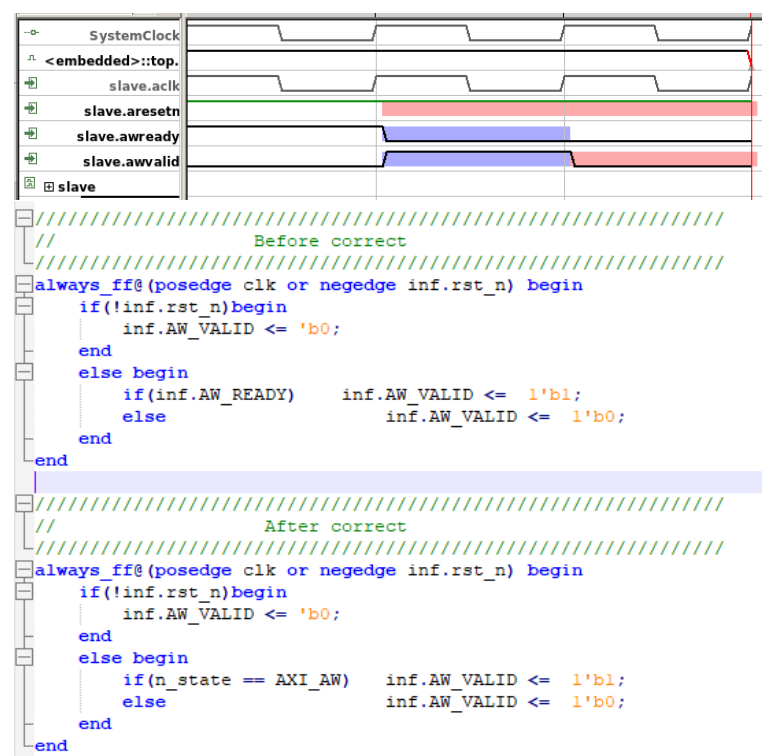 SystemClock
<embedded>::top.
slave.aclk
slave.aresetn
slave.awready
slave.awvalid
slave
//////////////////////////////////////////////////////////////////
// Before correct
//////////////////////////////////////////////////////////////////
always_ff@(posedge clk or negedge inf.rst_n) begin
if(!inf.rst_n)begin
inf.AW_VALID <= 'b0;
end
else begin
if(inf.AW_READY) inf.AW_VALID <= 1'b1;
else inf.AW_VALID <= 1'b0;
end
end
//////////////////////////////////////////////////////////////////
// After correct
//////////////////////////////////////////////////////////////////
always_ff@(posedge clk or negedge inf.rst_n) begin
if(!inf.rst_n)begin
inf.AW_VALID <= 'b0;
end
else begin
if(n_state == AXI_AW) inf.AW_VALID <= 1'b1;
else inf.AW_VALID <= 1'b0;
end
end